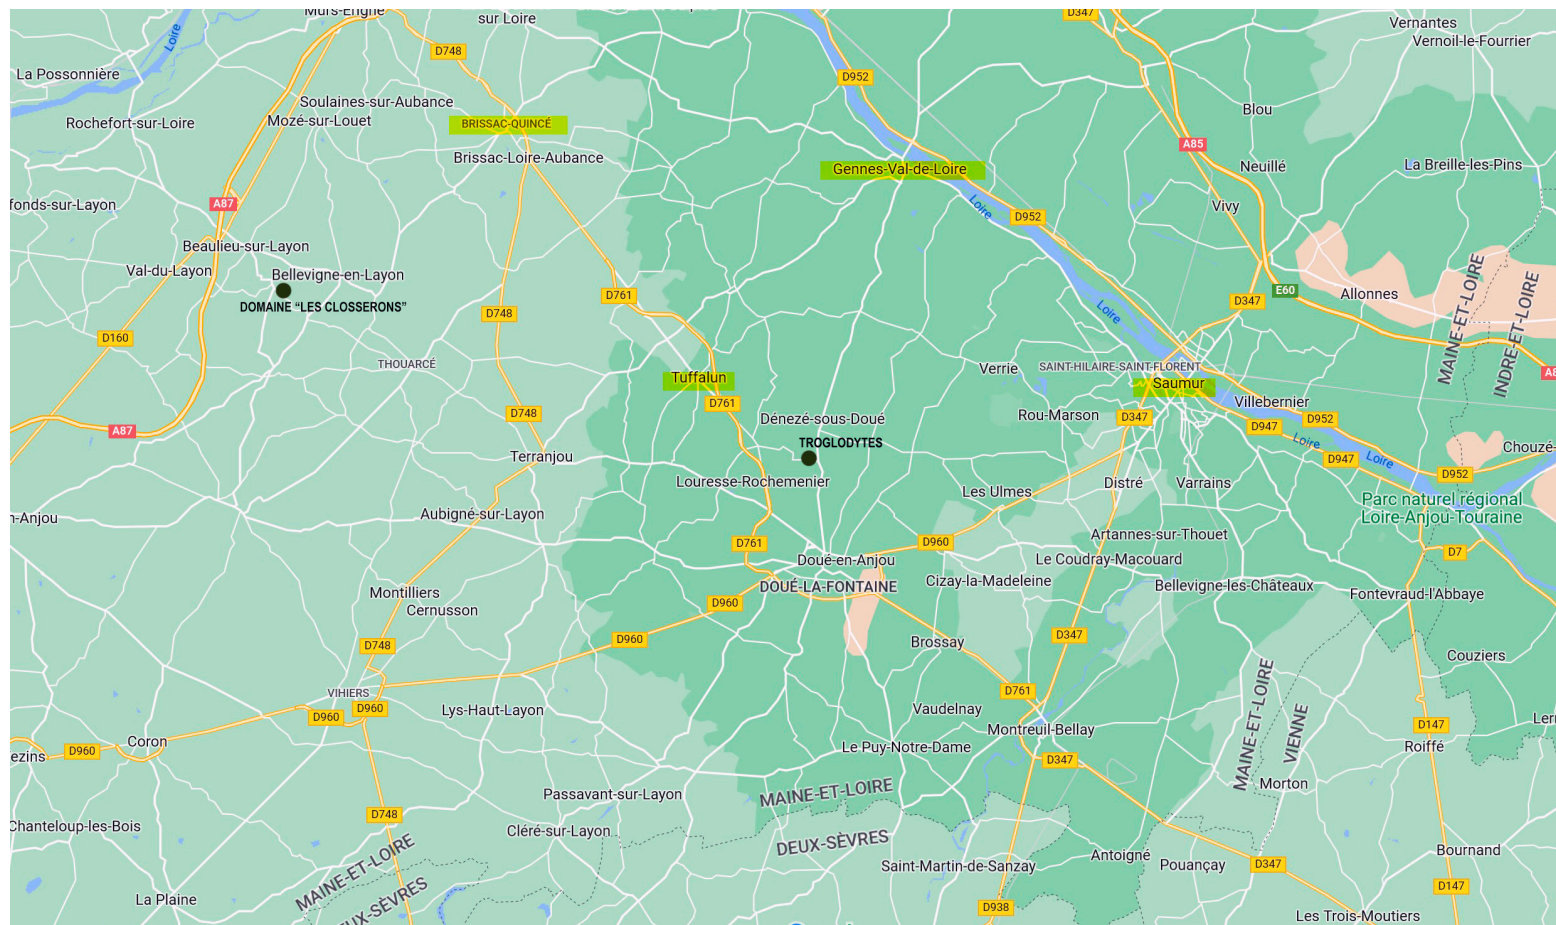 Mûrs-Erigné
sur Loire
D347
Vernantes
Vernoil-le-Fourrier
Loire
D748
La Possonnière
D952
Soulaines-sur-Aubance
Blou
Rochefort-sur-Loire
Mozé-sur-Louet
BRISSAC-QUINCÉ
A85
Brissac-Loire-Aubance
Gennes-Val-de-Loire
Neuillé
La Breille-les-Pins
fonds-sur-Layon
A87
Loire
D952
Vivy
Beaulieu-sur-Layon
Val-du-Layon
Bellevigne-en-Layon
DOMAINE “LES CLOSSERONS”
D761
D748
Loire
D347
E60
Allonnes
MAINE-ET-LOIRE
INDRE-ET-LOIRE
D160
THOUARCÉ
Tuffalun
D761
Verrie
SAINT-HILAIRE-SAINT-FLORENT
Saumur
A8
D748
Dénezé-sous-Doué
Rou-Marson
D347
Villebernier
D952
D947
A87
TROGLODYTES
Loire
Chouzé-
Terranjou
Loire
D947
D952
Louresse-Rochemenier
Les Ulmes
Distré
Varrains
Parc naturel régional
Loire-Anjou-Touraine
n-Anjou
Aubigné-sur-Layon
Artannes-sur-Thouet
D761
D960
D7
Doué-en-Anjou
Le Coudray-Macouard
DOUÉ-LA-FONTAINE
Cizay-la-Madeleine
Bellevigne-les-Châteaux
Fontevraud-l'Abbaye
Montilliers
Cernusson
D960
D960
D748
Brossay
D347
Couziers
VIHIERS
D960
D960
Lys-Haut-Layon
D761
Vaudelnay
Montreuil-Bellay
MAINE-ET-LOIRE
VIENNE
D147
Ler
Coron
D960
ezins
Le Puy-Notre-Dame
D347
Roiffé
Passavant-sur-Layon
MAINE-ET-LOIRE
Morton
D748
Chanteloup-les-Bois
Cléré-sur-Layon
DEUX-SÈVRES
MAINE-ET-LOIRE
Saint-Martin-de-Sanzay
Antoigné
Pouançay
D347
Bournand
D147
La Plaine
EUX-SÈVRES
D938
Les Trois-Moutiers